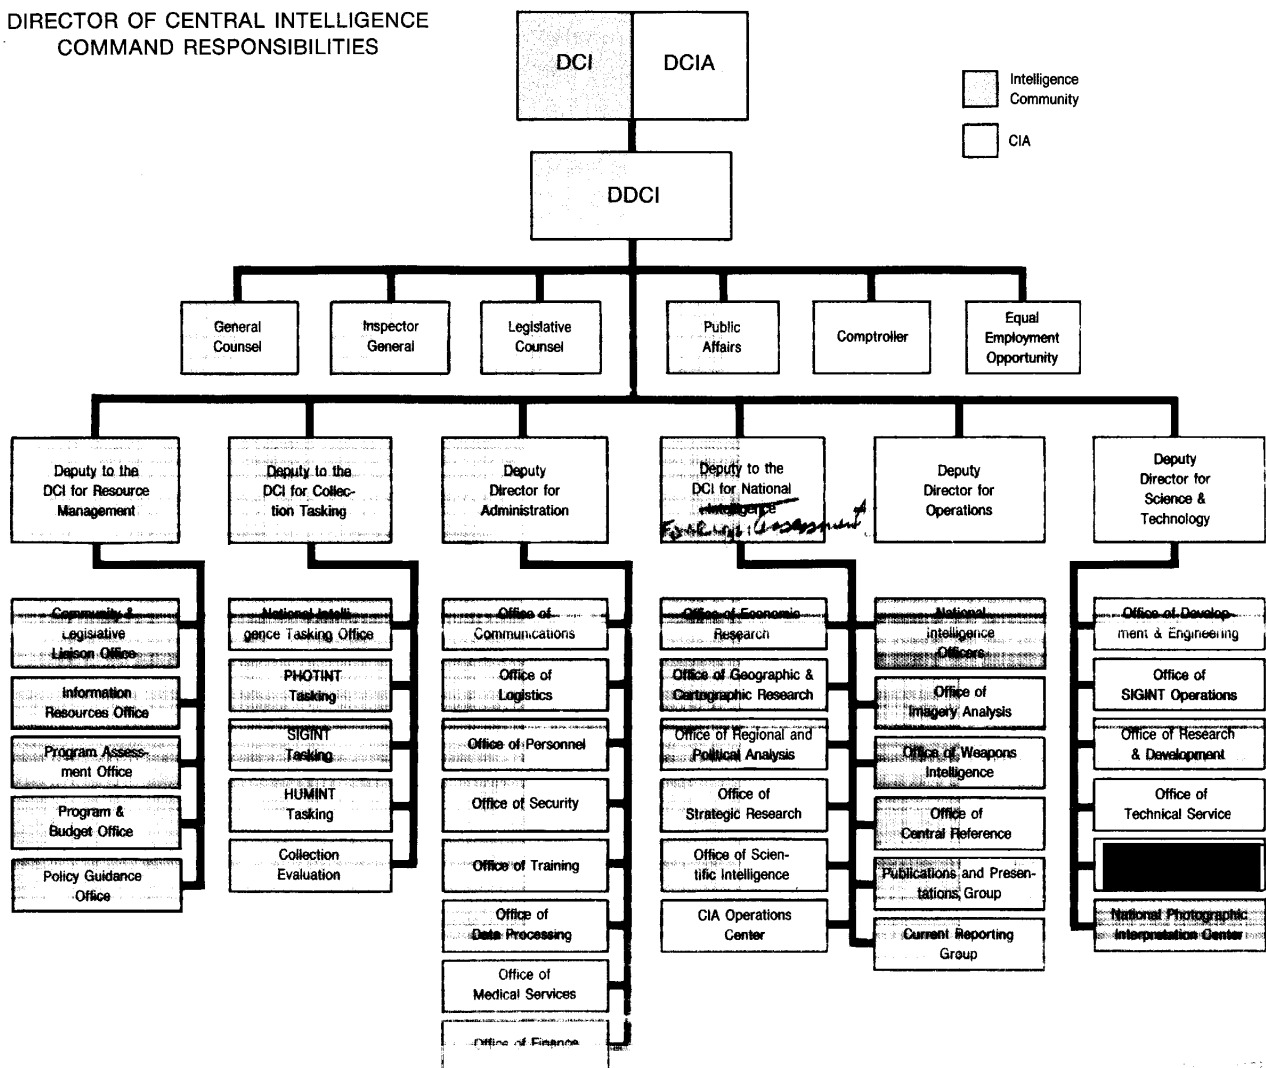 DIRECTOR OF CENTRAL INTELLIGENCE
COMMAND RESPONSIBILITIES
DCI
DCIA
Intelligence
Community
CIA
DDCI
General
Counsel
Inspector
General
Legislative
Counsel
Public
Affairs
Comptroller
Equal
Employment
Opportunity
Deputy to the
DCI for Resource
Management
Deputy to the
DCI for Collec-
tion Tasking
Deputy
Director for
Administration
Deputy to the
DCI for National
Intelligence
Assessment
Deputy
Director for
Operations
Deputy
Director for
Science &
Technology
Community &
Legislative
Liaison Office
Information
Resources Office
Program Assess-
ment Office
Program &
Budget Office
Policy Guidance
Office
National Intelli-
gence Tasking Office
PHOTINT
Tasking
SIGINT
Tasking
HUMINT
Tasking
Collection
Evaluation
Office of
Communications
Office of
Logistics
Office of Personnel
Office of Security
Office of Training
Office of
Data Processing
Office of
Medical Services
Office of Finance
Office of Economic
Research
Office of Geographic &
Cartographic Research
Office of Regional and
Political Analysis
Office of
Strategic Research
Office of Scien-
tific Intelligence
CIA Operations
Center
National
Intelligence
Officers
Office of
Imagery Analysis
Office of Weapons
Intelligence
Office of
Central Reference
Publications and Presen-
tations Group
Current Reporting
Group
Office of Develop-
ment & Engineering
Office of
SIGINT Operations
Office of Research
& Development
Office of
Technical Service
National Photographic
Interpretation Center